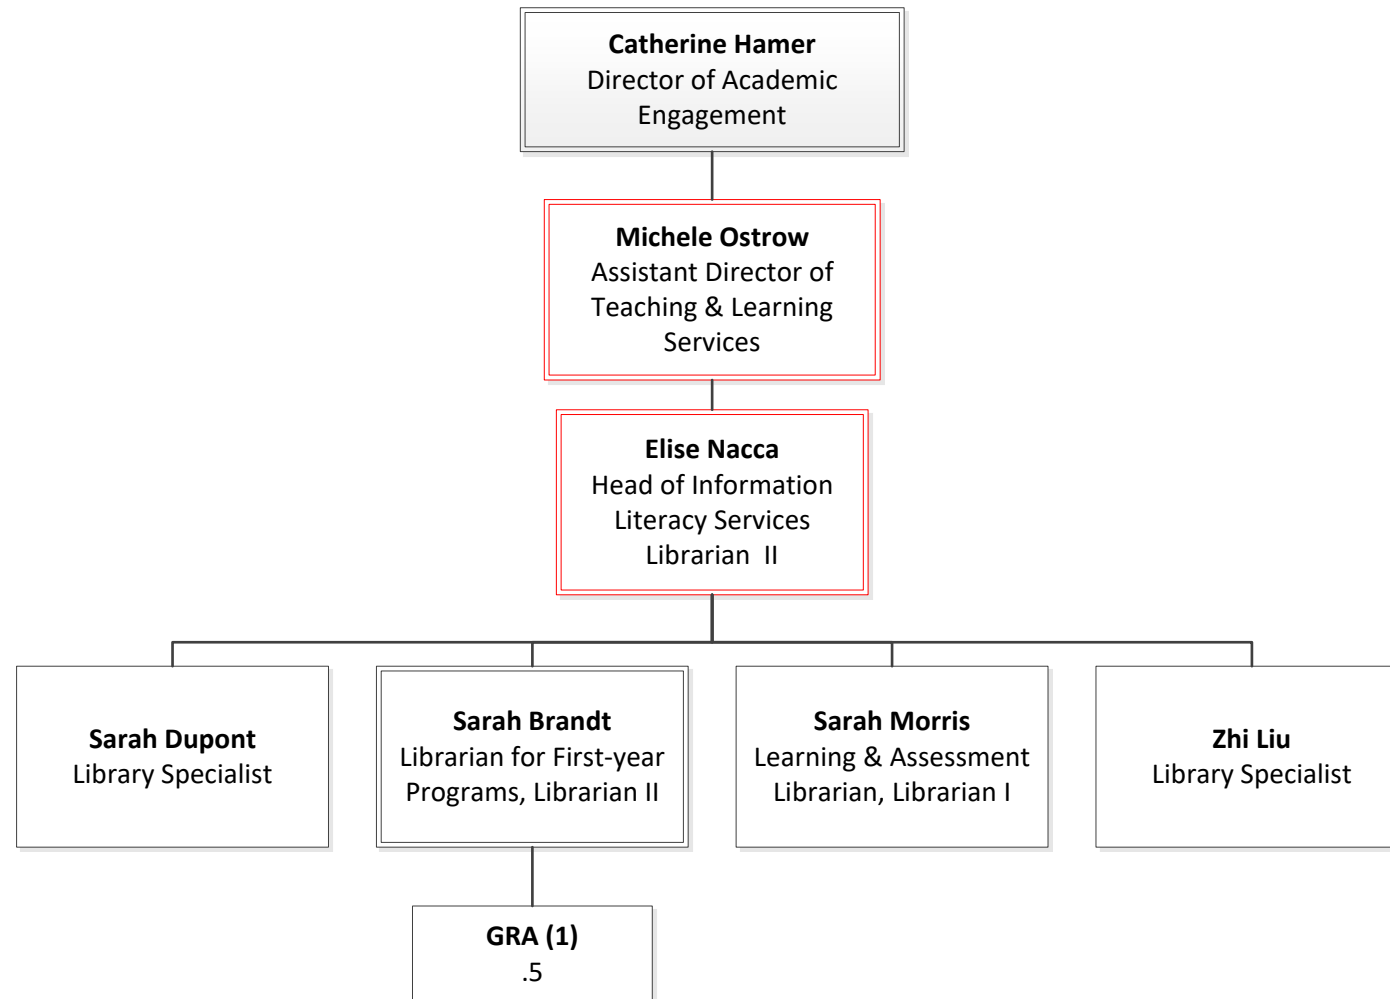 Catherine Hamer
Director of Academic
Engagement
Michele Ostrow
Assistant Director of
Teaching & Learning
Services
Elise Nacca
Head of Information
Literacy Services
Librarian  II
Sarah Dupont
Library Specialist
Sarah Brandt
Librarian for First-year
Programs, Librarian II
Sarah Morris
Learning & Assessment
Librarian, Librarian I
Zhi Liu
Library Specialist
GRA (1)
.5